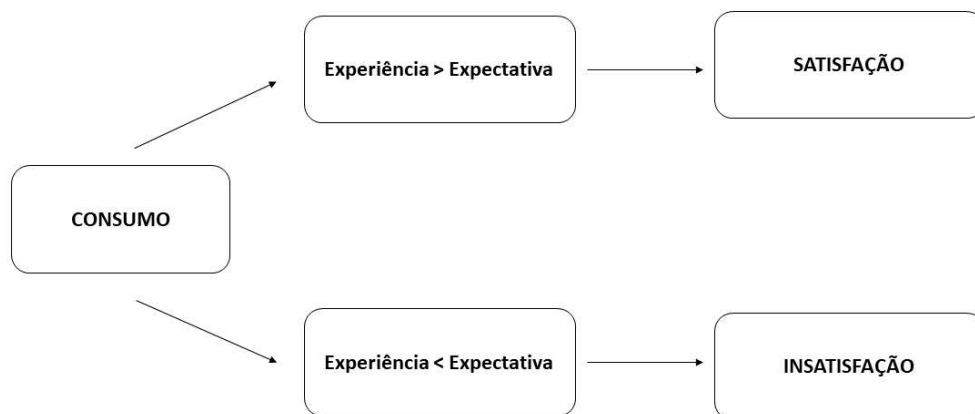 Experiência > Expectativa
SATISFAÇÃO
CONSUMO
Experiência < Expectativa
INSATISFAÇÃO